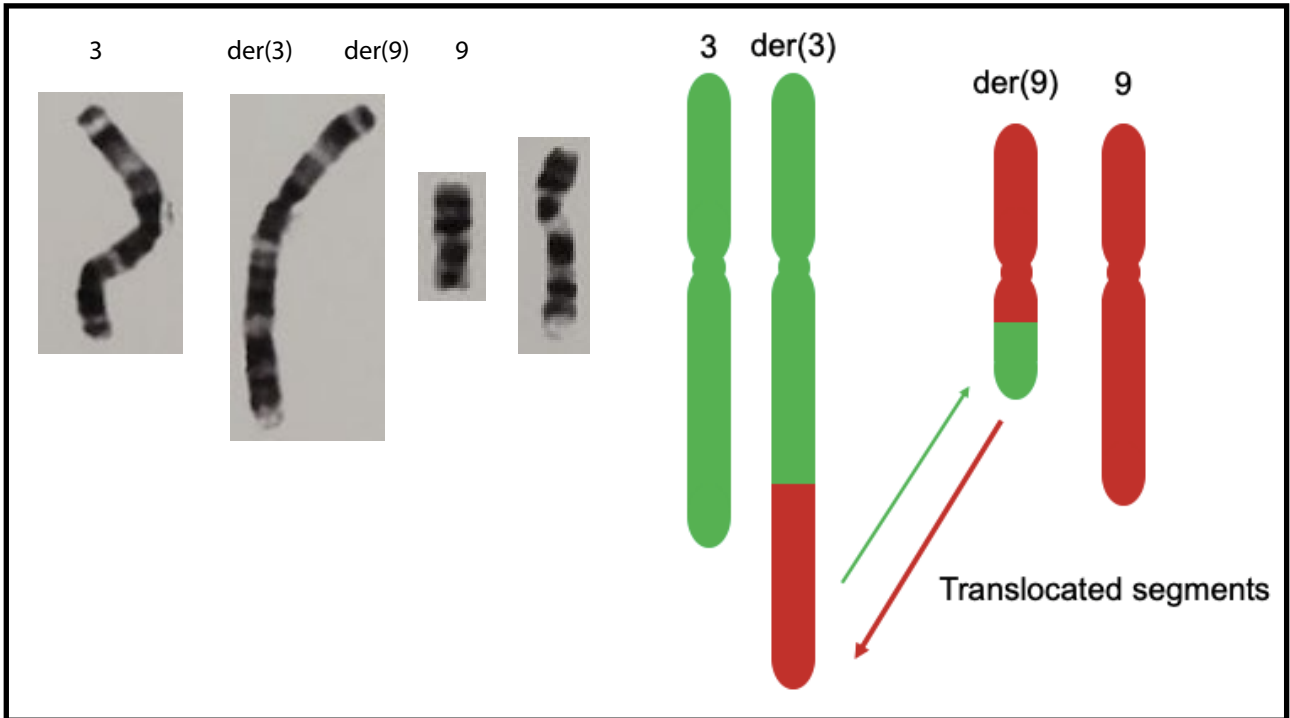 3 der(3) der(9) 9
3 der(3)
der(9) 9
Translocated segments